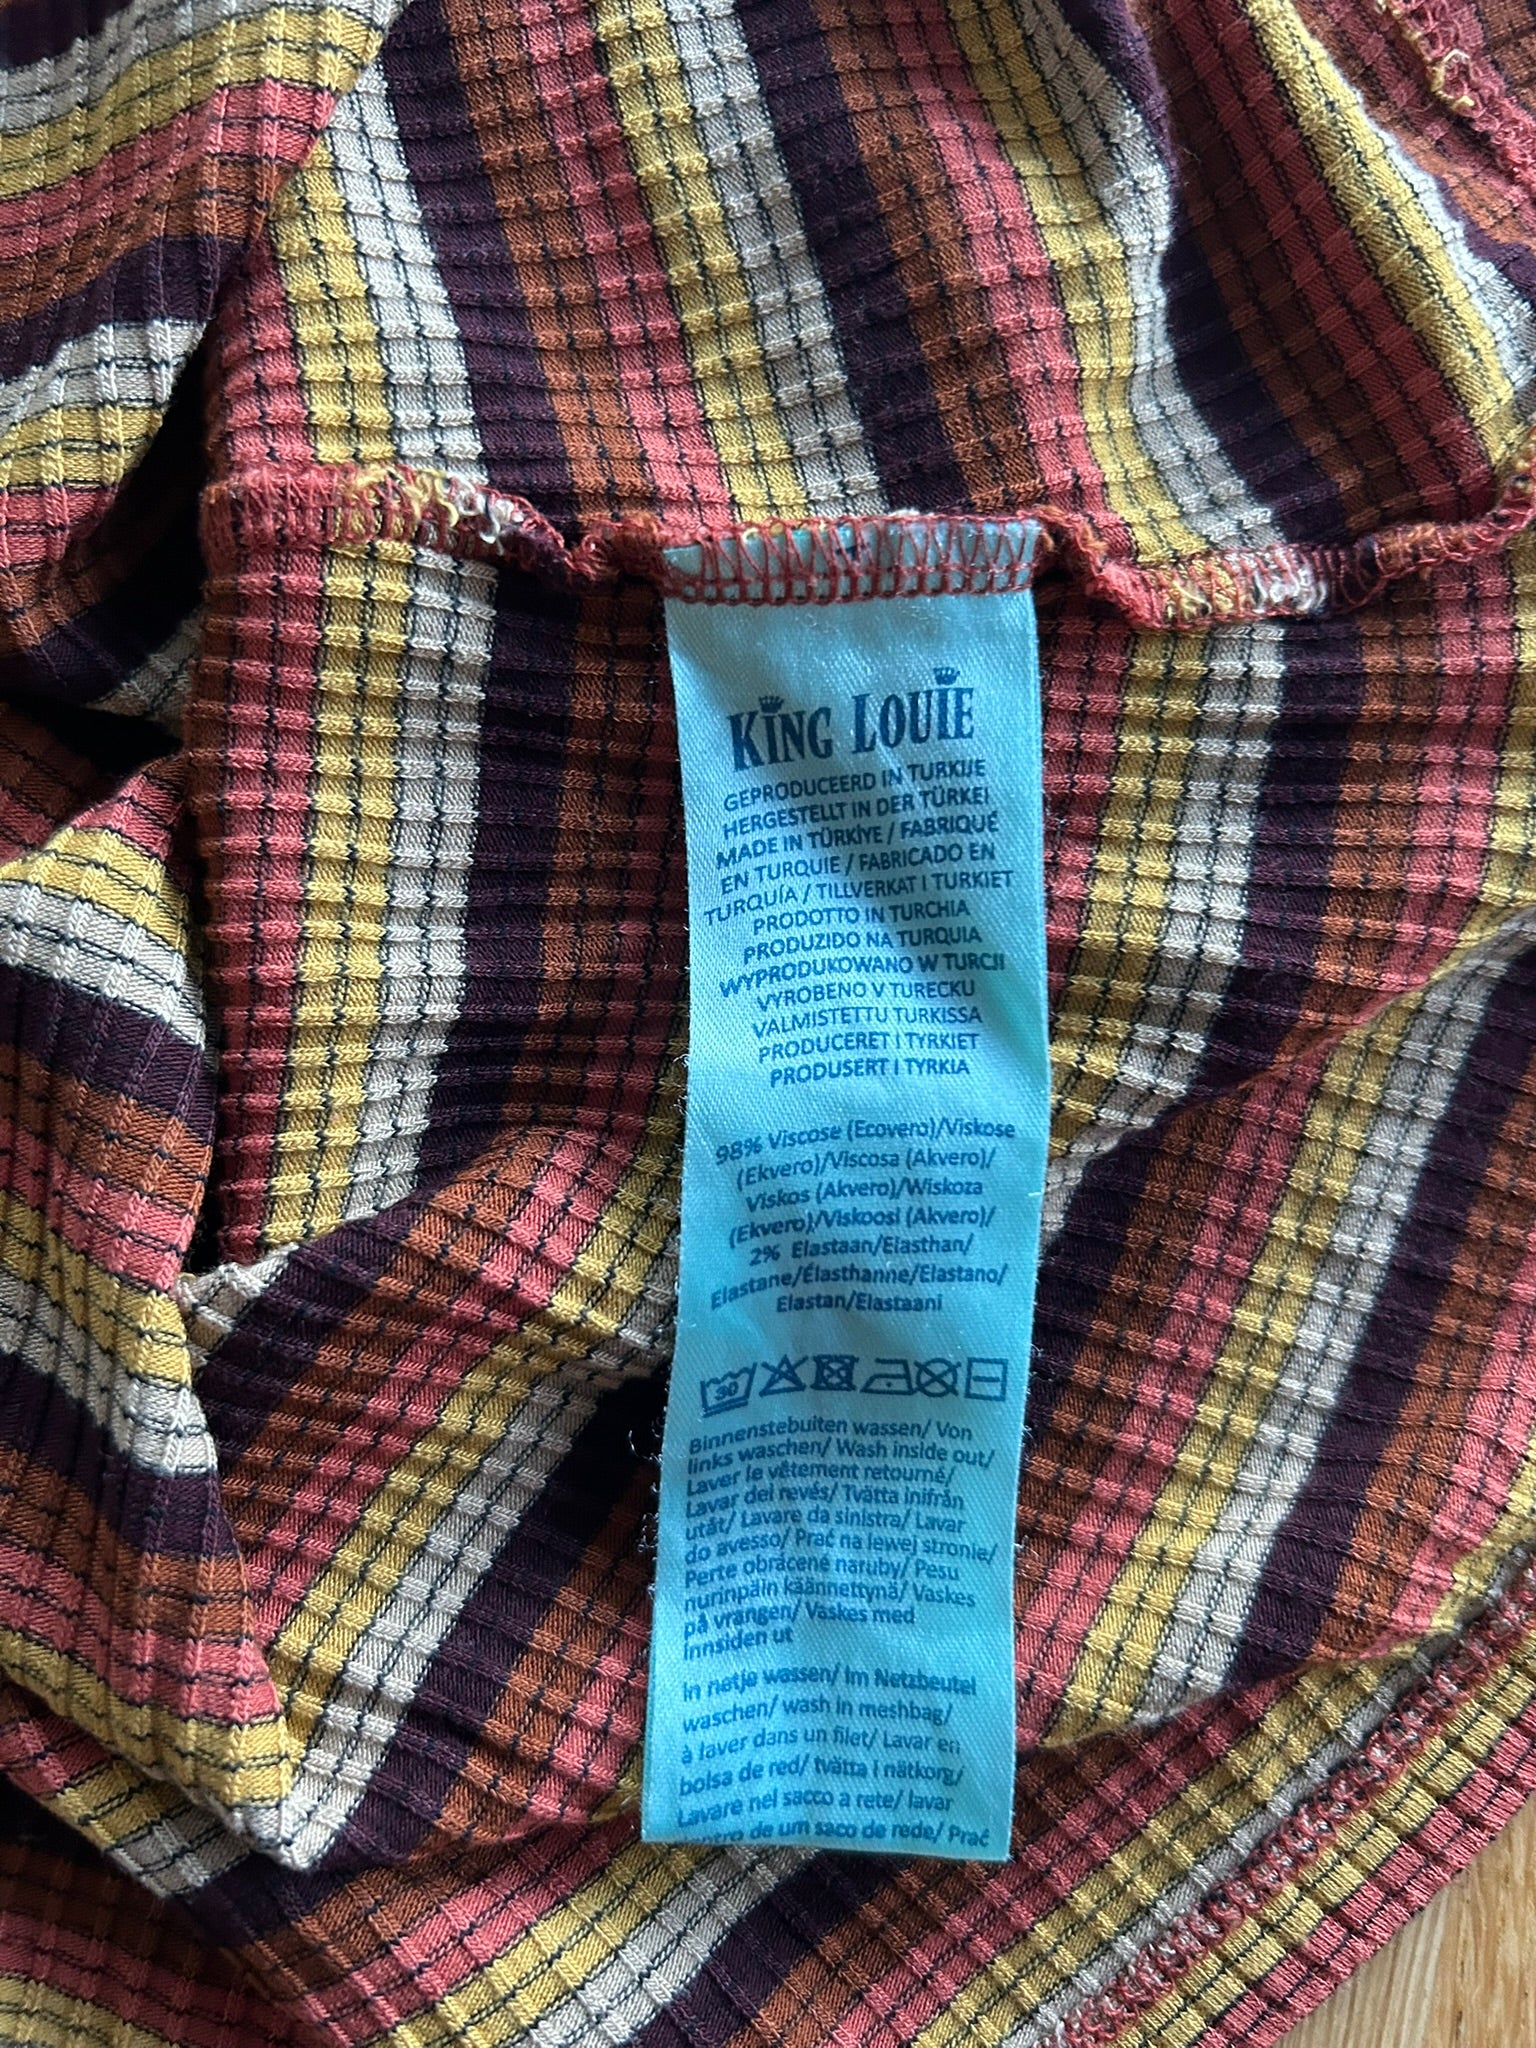 KING LOUIE
GEPRODUCEERD IN TURKIJE
HERGESTELLT IN DER TÜRKEI
MADE IN TÜRKİYE / FABRIQUÉ
EN TURQUIE / FABRICADO EN
TURQUÍA / TILLVERKAT I TURKIET
PRODOTTO IN TURCHIA
PRODUZIDO NA TURQUIA
WYPRODUKOWANO W TURCJI
VYROBENO V TURECKU
VALMISTETTU TURKISSA
PRODUCERET I TYRKIET
PRODUSERT I TYRKIA
98% Viscose (Ecovero)/Viskose
(Ekvero)/Viscosa (Akvero)/
Viskos (Akvero)/Wiskoza
(Ekvero)/Viskoosi (Akvero)/
2% Elastaan/Elasthan/
Elastane/Élasthanne/Elastano/
Elastan/Elastaani
30
Binnenstebuiten wassen/ Von
links waschen/ Wash inside out/
Laver le vêtement retourné/
Lavar del revés/ Tvätta inifrån
utåt/ Lavare da sinistra/ Lavar
do avesso/ Prać na lewej stronie/
Perte obrácené naruby/ Pesu
nurinpäin käännettynä/ Vaskes
på vrangen/ Vaskes med
innsiden ut
In netje wassen/ Im Netzbeutel
waschen/ wash in meshbag/
à laver dans un filet/ Lavar en
bolsa de red/ tvätta i nätkorg/
Lavare nel sacco a rete/ lavar
de um saco de rede/ Prać